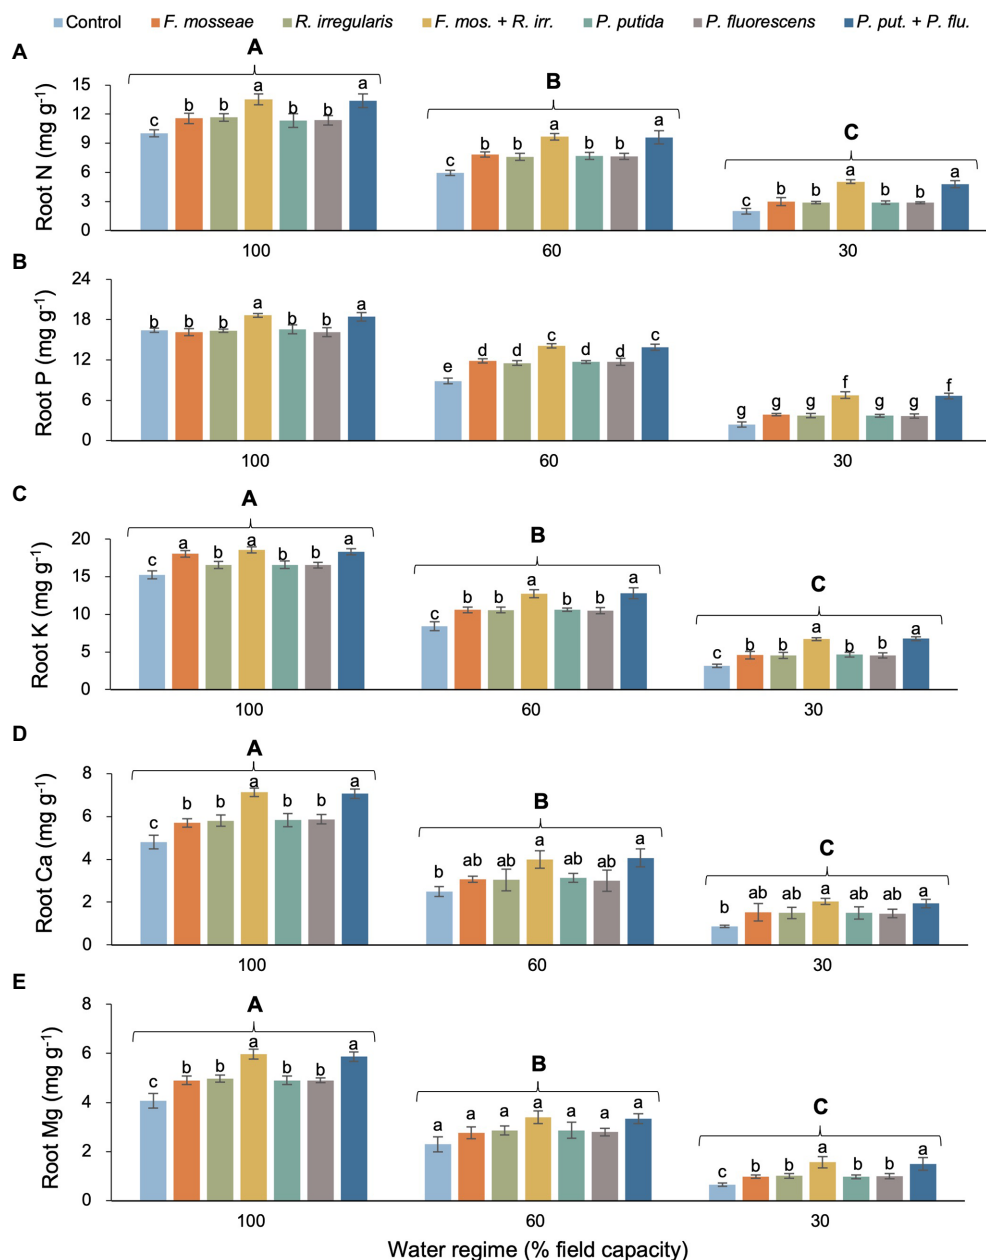 Control F. mosseae R. irregularis F. mos. + R. irr. P. putida P. fluorescens P. put. + P. flu.
A
A
B
C
Root N (mg g⁻¹)
15
12
9
6
3
0
c b b a b b a
c b b a b b a
c b b a b b a
100 60 30
B
Root P (mg g⁻¹)
24
18
12
6
0
b b b a b b a
e d d c d d c
g g g f g g f
100 60 30
C
A
B
C
Root K (mg g⁻¹)
20
15
10
5
0
c a b a b b a
c b b a b b a
c b b a b b a
100 60 30
D
A
B
C
Root Ca (mg g⁻¹)
8
6
4
2
0
c b b a b b a
b ab ab a ab ab a
b ab ab a ab ab a
100 60 30
E
A
B
C
Root Mg (mg g⁻¹)
8
6
4
2
0
c b b a b b a
a a a a a a a
c b b a b b a
100 60 30
Water regime (% field capacity)